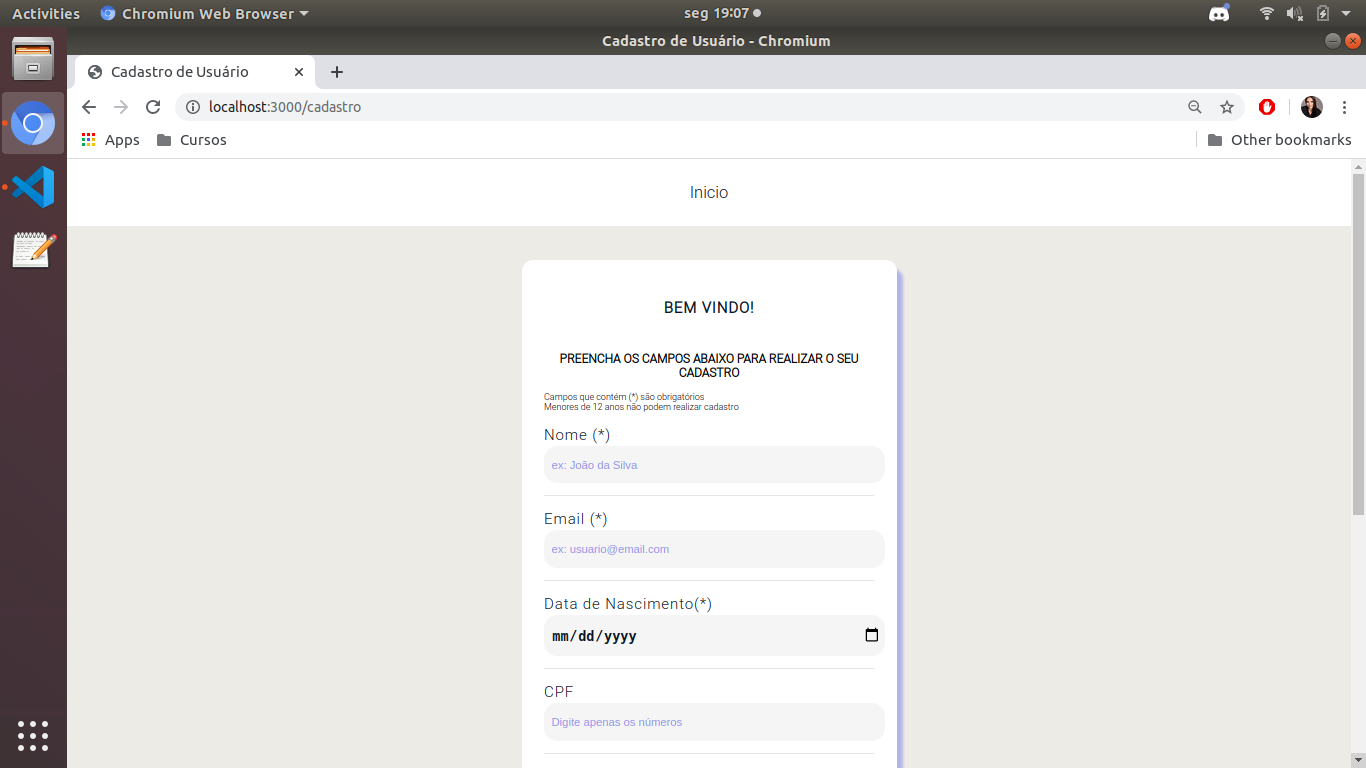 Activities
Chromium Web Browser
seg 19:07
Cadastro de Usuário - Chromium
Cadastro de Usuário
localhost:3000/cadastro
Apps
Cursos
Other bookmarks
Inicio
BEM VINDO!
PREENCHA OS CAMPOS ABAIXO PARA REALIZAR O SEU
CADASTRO
Campos que contém (*) são obrigatórios
Menores de 12 anos não podem realizar cadastro
Nome (*)
ex: João da Silva
Email (*)
ex: usuario@email.com
Data de Nascimento(*)
mm/dd/yyyy
CPF
Digite apenas os números